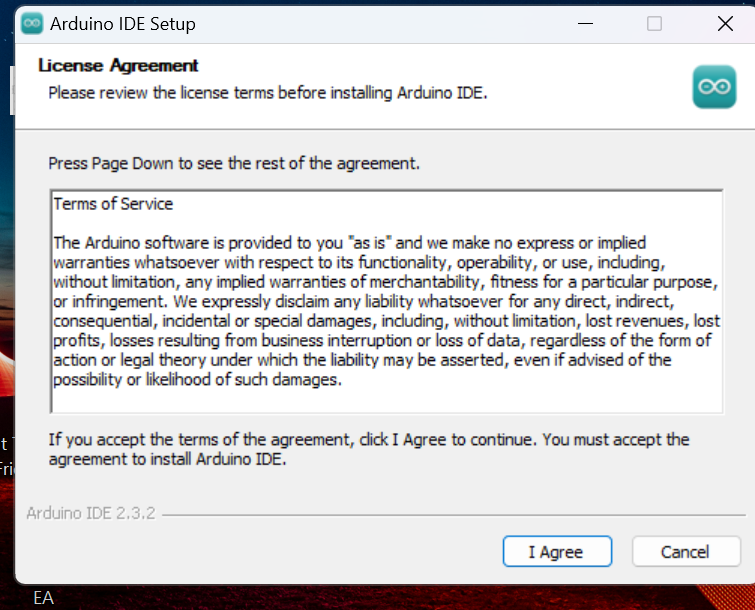 Arduino IDE Setup
License Agreement
Please review the license terms before installing Arduino IDE.
Press Page Down to see the rest of the agreement.
Terms of Service
The Arduino software is provided to you "as is" and we make no express or implied
warranties whatsoever with respect to its functionality, operability, or use, including,
without limitation, any implied warranties of merchantability, fitness for a particular purpose,
or infringement. We expressly disclaim any liability whatsoever for any direct, indirect,
consequential, incidental or special damages, including, without limitation, lost revenues, lost
profits, losses resulting from business interruption or loss of data, regardless of the form of
action or legal theory under which the liability may be asserted, even if advised of the
possibility or likelihood of such damages.
If you accept the terms of the agreement, click I Agree to continue. You must accept the
agreement to install Arduino IDE.
Arduino IDE 2.3.2
I Agree
Cancel
EA